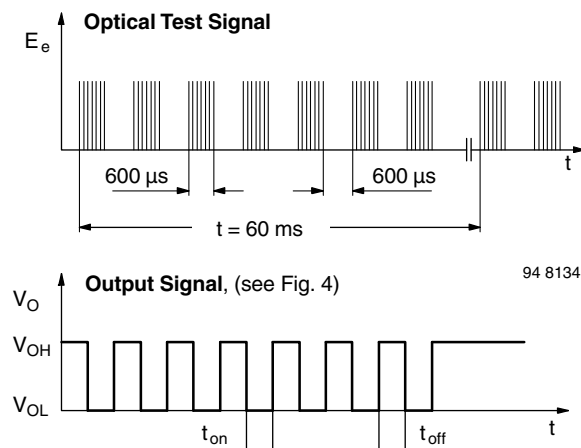 Optical Test Signal
E_e
t
600 µs
600 µs
t = 60 ms
94 8134
Output Signal, (see Fig. 4)
V_O
V_OH
V_OL
t_on
t_off
t